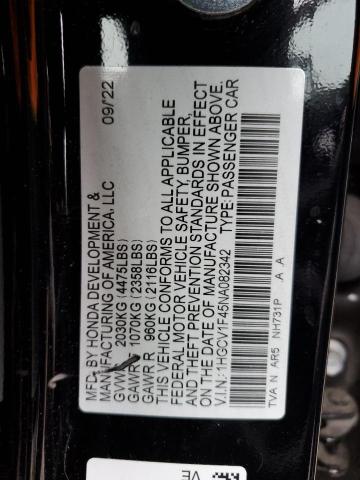 MFD. BY HONDA DEVELOPMENT & 09/22
MANUFACTURING OF AMERICA, LLC
GVWR 2030KG (4475LBS)
GAWR F 1070KG (2358LBS)
GAWR R 960KG (2116LBS)
THIS VEHICLE CONFORMS TO ALL APPLICABLE
FEDERAL MOTOR VEHICLE SAFETY, BUMPER,
AND THEFT PREVENTION STANDARDS IN EFFECT
ON THE DATE OF MANUFACTURE SHOWN ABOVE.
V.I.N.: 1HGCV1F45NA082342 TYPE: PASSENGER CAR
TVA N AR5 NH731P A A
VE